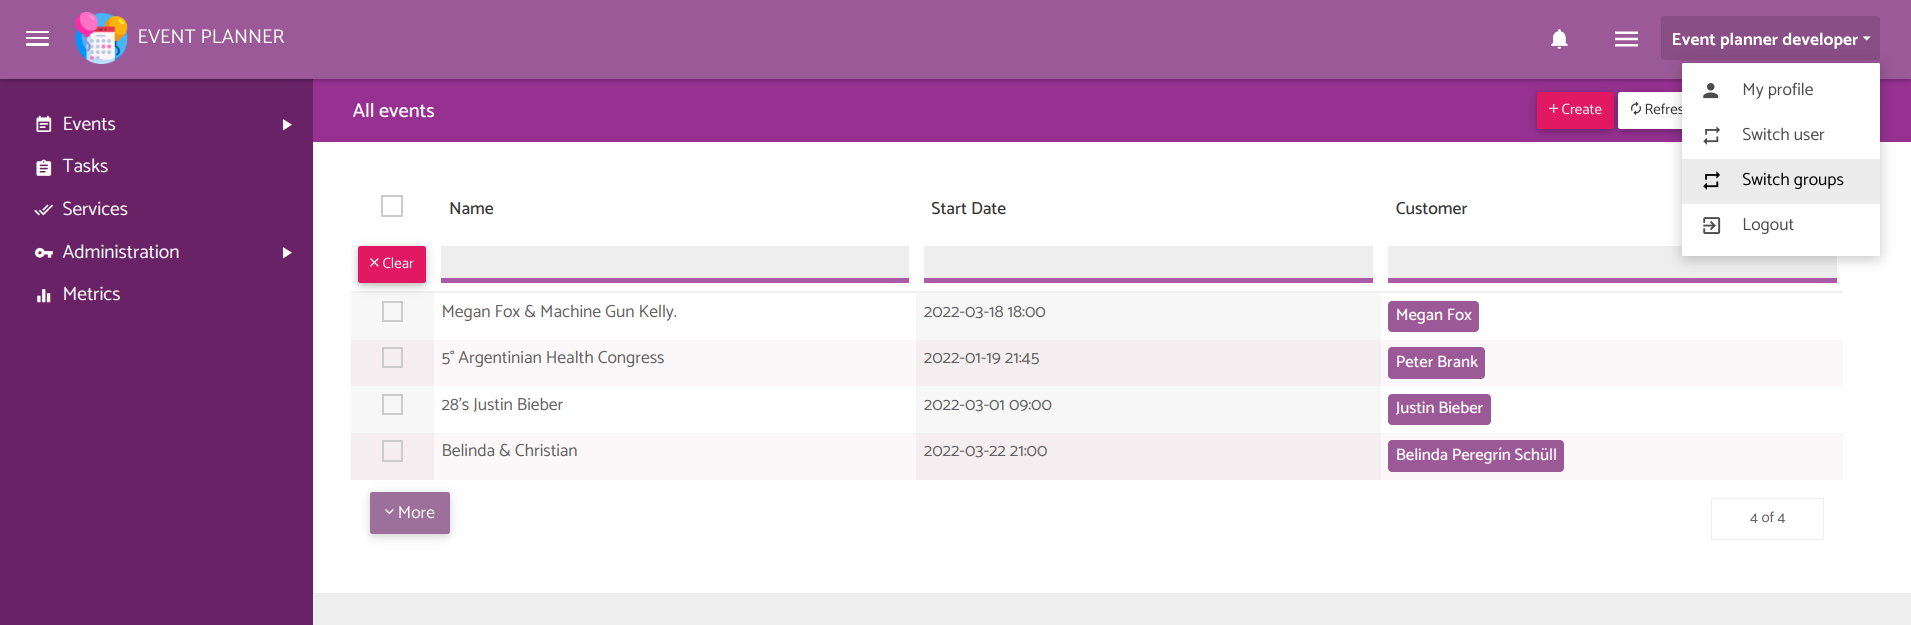 EVENT PLANNER
Event planner developer
My profile
Switch user
Switch groups
Logout
Events
Tasks
Services
Administration
Metrics
All events
+ Create
Refres
Name Start Date Customer
× Clear
Megan Fox & Machine Gun Kelly. 2022-03-18 18:00 Megan Fox
5° Argentinian Health Congress 2022-01-19 21:45 Peter Brank
28's Justin Bieber 2022-03-01 09:00 Justin Bieber
Belinda & Christian 2022-03-22 21:00 Belinda Peregrín Schüll
More
4 of 4